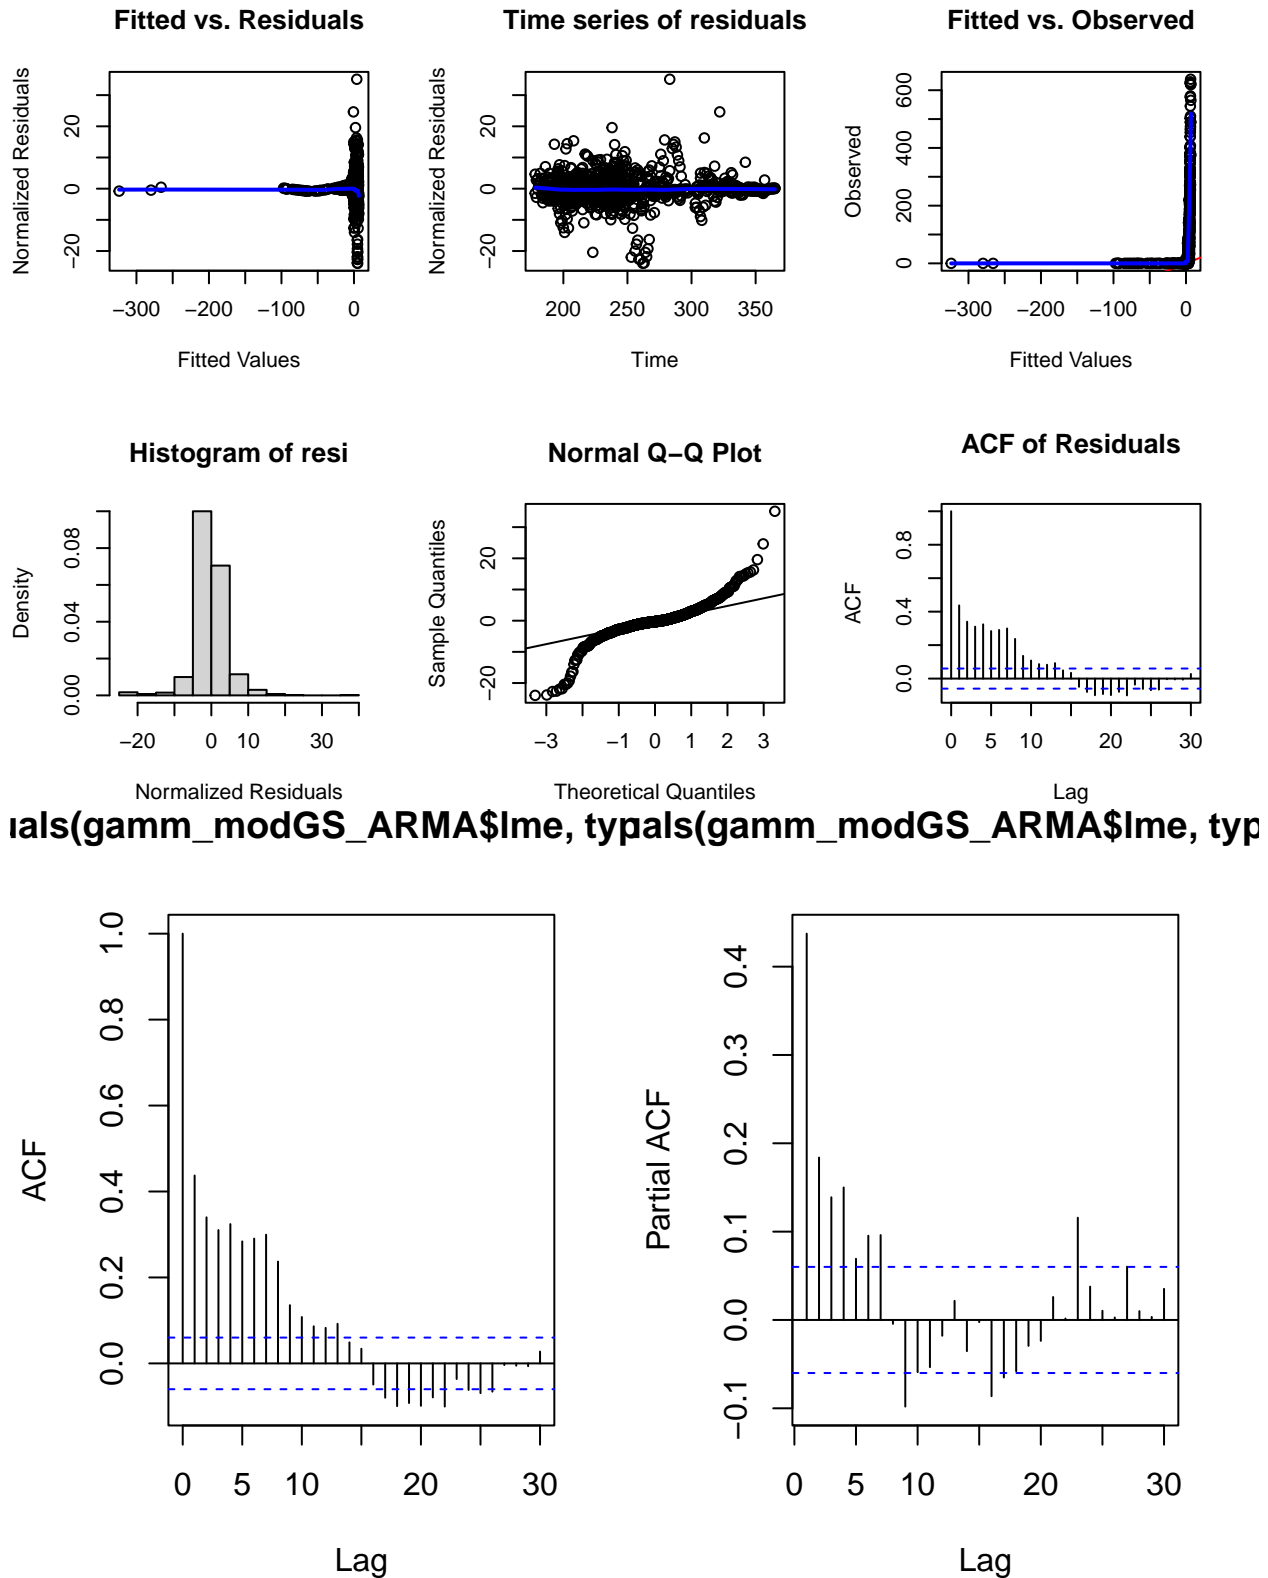 Fitted vs. Residuals
Normalized Residuals
20
0
−20
−300
−200
−100
0
Fitted Values
Time series of residuals
Normalized Residuals
20
0
−20
200
250
300
350
Time
Fitted vs. Observed
Observed
600
400
200
0
−300
−200
−100
0
Fitted Values
Histogram of resi
Density
0.08
0.04
0.00
−20
0
10
30
Normalized Residuals
Normal Q−Q Plot
Sample Quantiles
20
0
−20
−3
−1
0
1
2
3
Theoretical Quantiles
ACF of Residuals
ACF
0.8
0.4
0.0
0
5
10
20
30
Lag
uals(gamm_modGS_ARMA$lme, typ
als(gamm_modGS_ARMA$lme, typ
ACF
1.0
0.8
0.6
0.4
0.2
0.0
0
5
10
20
30
Lag
Partial ACF
0.4
0.3
0.2
0.1
0.0
−0.1
0
5
10
20
30
Lag